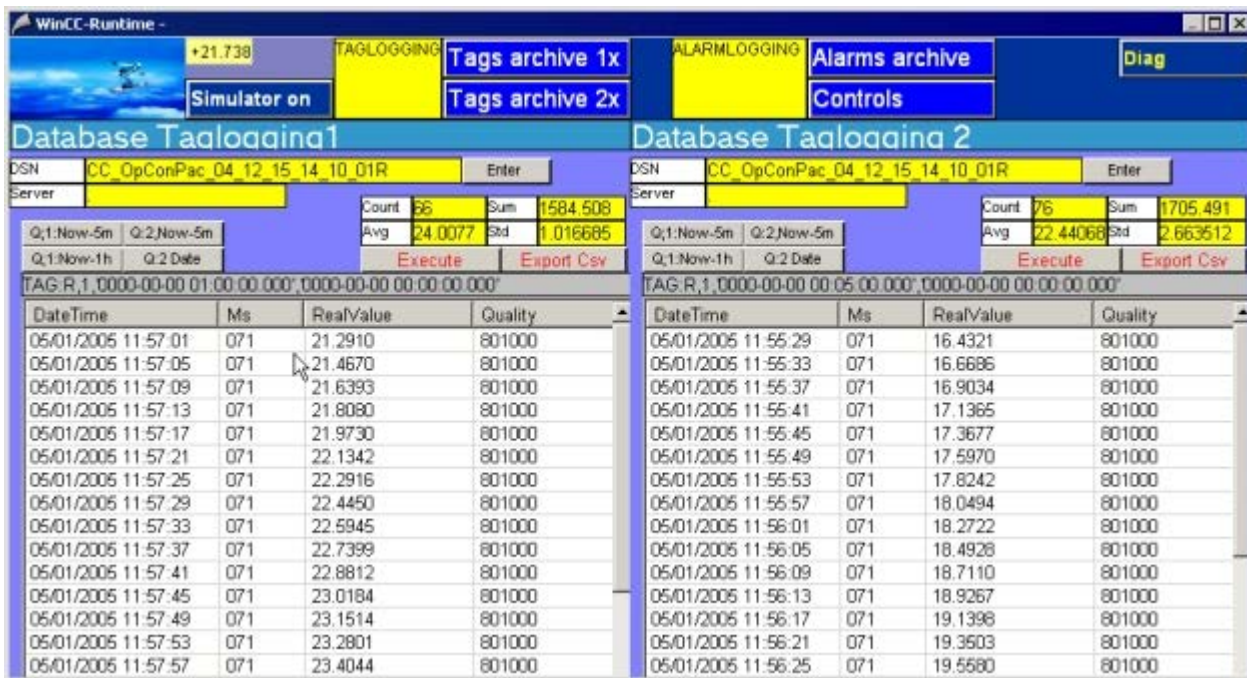 WinCC-Runtime -
+21.738
TAGLOGGING
Tags archive 1x
ALARMLOGGING
Alarms archive
Diag
Simulator on
Tags archive 2x
Controls
Database Taglogging1
DSN
CC_OpConPac_04_12_15_14_10_01R
Enter
Server
.
Count 66 Sum 1584.508
Q;1:Now-5m Q:2,Now-5m
Avg 24.0077 Std 1.016685
Q;1:Now-1h Q:2 Date
Execute Export Csv
TAG:R,1,'0000-00-00 01:00:00.000','0000-00-00 00:00:00.000'
DateTime Ms RealValue Quality
05/01/2005 11:57:01 071 21.2910 801000
05/01/2005 11:57:05 071 21.4670 801000
05/01/2005 11:57:09 071 21.6393 801000
05/01/2005 11:57:13 071 21.8080 801000
05/01/2005 11:57:17 071 21.9730 801000
05/01/2005 11:57:21 071 22.1342 801000
05/01/2005 11:57:25 071 22.2916 801000
05/01/2005 11:57:29 071 22.4450 801000
05/01/2005 11:57:33 071 22.5945 801000
05/01/2005 11:57:37 071 22.7399 801000
05/01/2005 11:57:41 071 22.8812 801000
05/01/2005 11:57:45 071 23.0184 801000
05/01/2005 11:57:49 071 23.1514 801000
05/01/2005 11:57:53 071 23.2801 801000
05/01/2005 11:57:57 071 23.4044 801000
Database Taglogging 2
DSN
CC_OpConPac_04_12_15_14_10_01R
Enter
Server
.
Count 76 Sum 1705.491
Q;1:Now-5m Q:2,Now-5m
Avg 22.44068 Std 2.663512
Q;1:Now-1h Q:2 Date
Execute Export Csv
TAG:R,1,'0000-00-00 00:05:00.000','0000-00-00 00:00:00.000'
DateTime Ms RealValue Quality
05/01/2005 11:55:29 071 16.4321 801000
05/01/2005 11:55:33 071 16.6686 801000
05/01/2005 11:55:37 071 16.9034 801000
05/01/2005 11:55:41 071 17.1365 801000
05/01/2005 11:55:45 071 17.3677 801000
05/01/2005 11:55:49 071 17.5970 801000
05/01/2005 11:55:53 071 17.8242 801000
05/01/2005 11:55:57 071 18.0494 801000
05/01/2005 11:56:01 071 18.2722 801000
05/01/2005 11:56:05 071 18.4928 801000
05/01/2005 11:56:09 071 18.7110 801000
05/01/2005 11:56:13 071 18.9267 801000
05/01/2005 11:56:17 071 19.1398 801000
05/01/2005 11:56:21 071 19.3503 801000
05/01/2005 11:56:25 071 19.5580 801000